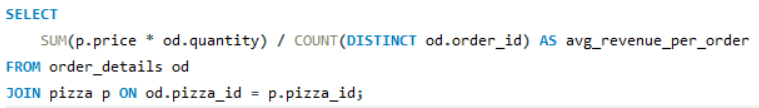 SELECT
SUM(p.price * od.quantity) / COUNT(DISTINCT od.order_id) AS avg_revenue_per_order
FROM order_details od
JOIN pizza p ON od.pizza_id = p.pizza_id;